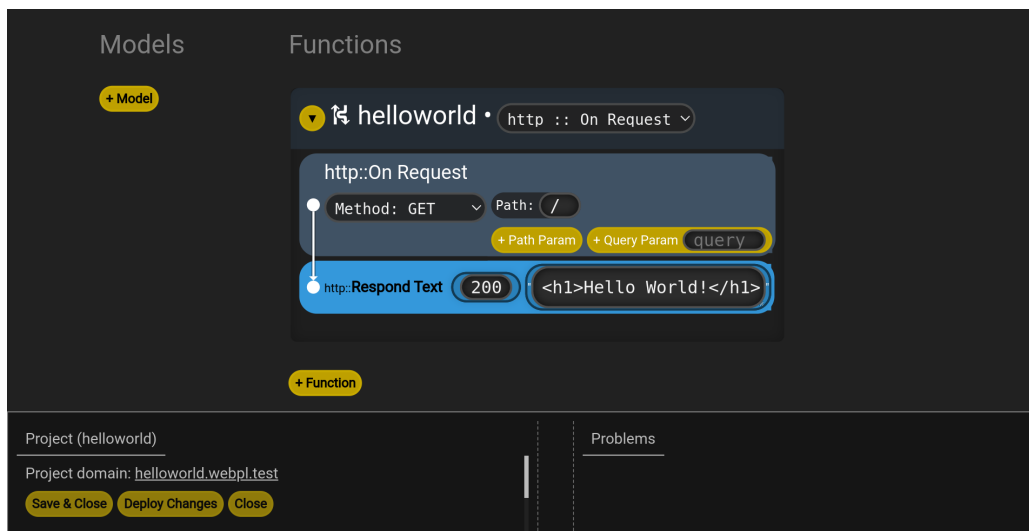 Models
Functions
+ Model
▼ helloworld • http :: On Request
http::On Request
Method: GET Path: /
+ Path Param + Query Param query
http::Respond Text 200 "<h1>Hello World!</h1>"
+ Function
Project (helloworld)
Project domain: helloworld.webpl.test
Save & Close Deploy Changes Close
Problems